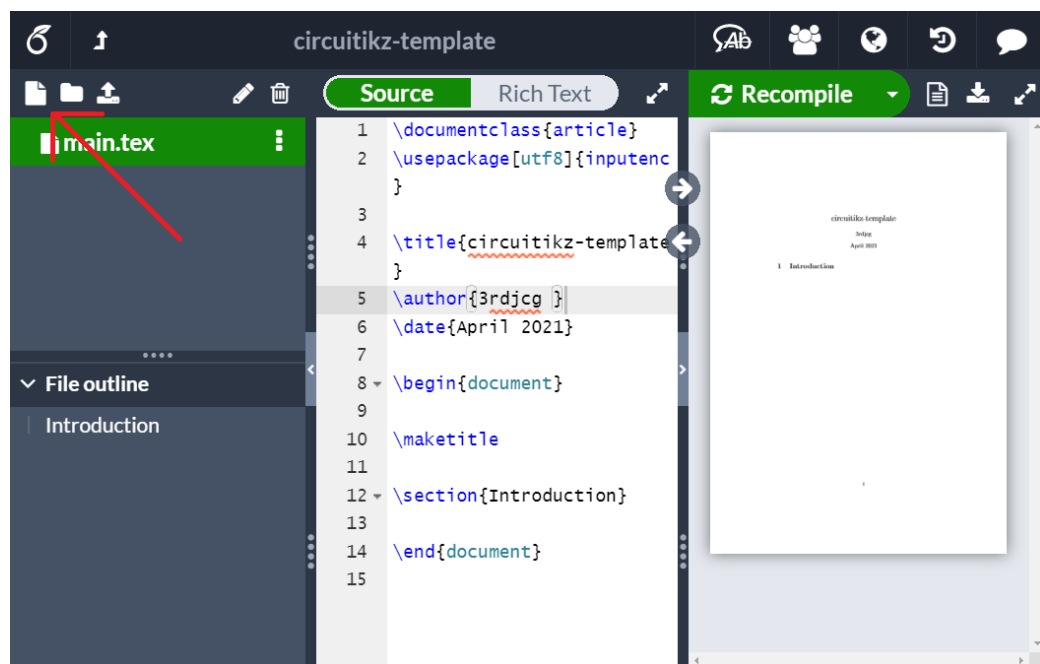 circuitikz-template
Ab
Source Rich Text
Recompile
main.tex
File outline
Introduction
1 \documentclass{article}
2 \usepackage[utf8]{inputenc
}
3
4 \title{circuitikz-template
}
5 \author{3rdjcg }
6 \date{April 2021}
7
8 \begin{document}
9
10 \maketitle
11
12 \section{Introduction}
13
14 \end{document}
15
circuitikz-template
3rdjcg
April 2021
1 Introduction
1